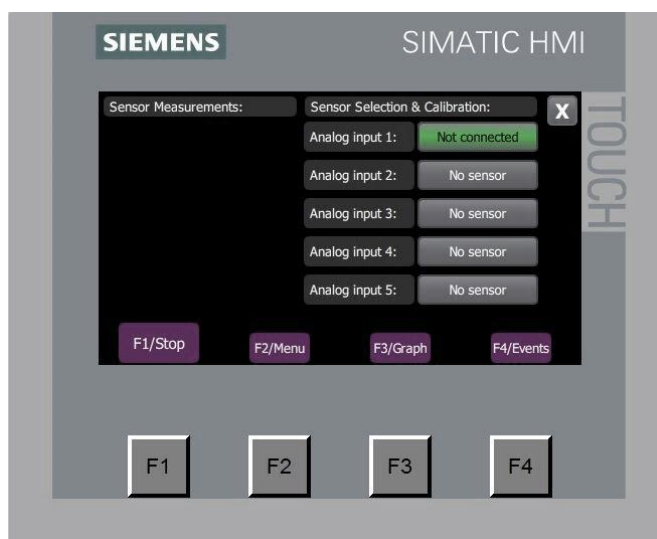 SIEMENS
SIMATIC HMI
TOUCH
Sensor Measurements:
Sensor Selection & Calibration:
X
Analog input 1:
Not connected
Analog input 2:
No sensor
Analog input 3:
No sensor
Analog input 4:
No sensor
Analog input 5:
No sensor
F1/Stop
F2/Menu
F3/Graph
F4/Events
F1
F2
F3
F4